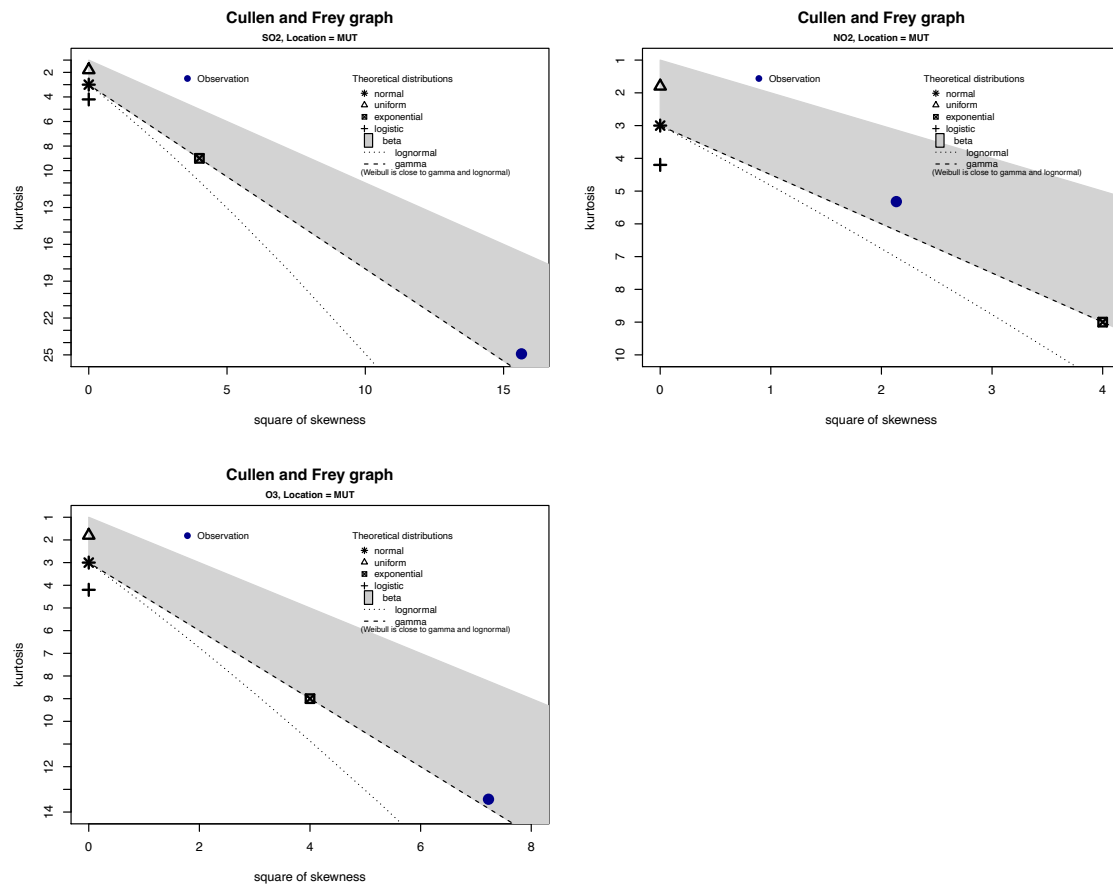 Cullen and Frey graph
SO2, Location = MUT
Observation
Theoretical distributions
normal
uniform
exponential
logistic
beta
lognormal
gamma
(Weibull is close to gamma and lognormal)
kurtosis
2
4
6
8
9
11
13
16
19
22
25
0
5
10
15
square of skewness
Cullen and Frey graph
NO2, Location = MUT
Observation
Theoretical distributions
normal
uniform
exponential
logistic
beta
lognormal
gamma
(Weibull is close to gamma and lognormal)
kurtosis
1
2
3
4
5
6
7
8
9
10
0
1
2
3
4
square of skewness
Cullen and Frey graph
O3, Location = MUT
Observation
Theoretical distributions
normal
uniform
exponential
logistic
beta
lognormal
gamma
(Weibull is close to gamma and lognormal)
kurtosis
1
2
3
4
5
6
7
8
9
10
12
14
0
2
4
6
8
square of skewness